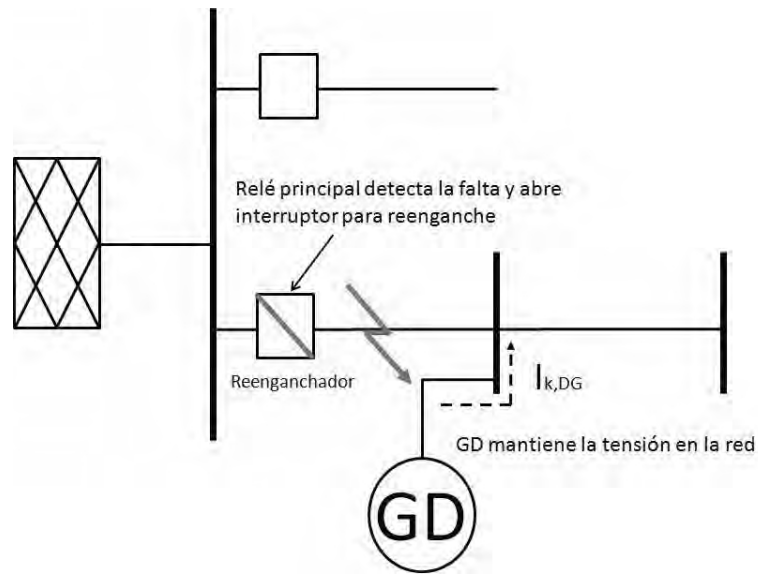 Relé principal detecta la falta y abre
interruptor para reenganche
Reenganchador
Ik,DG
GD mantiene la tensión en la red
GD